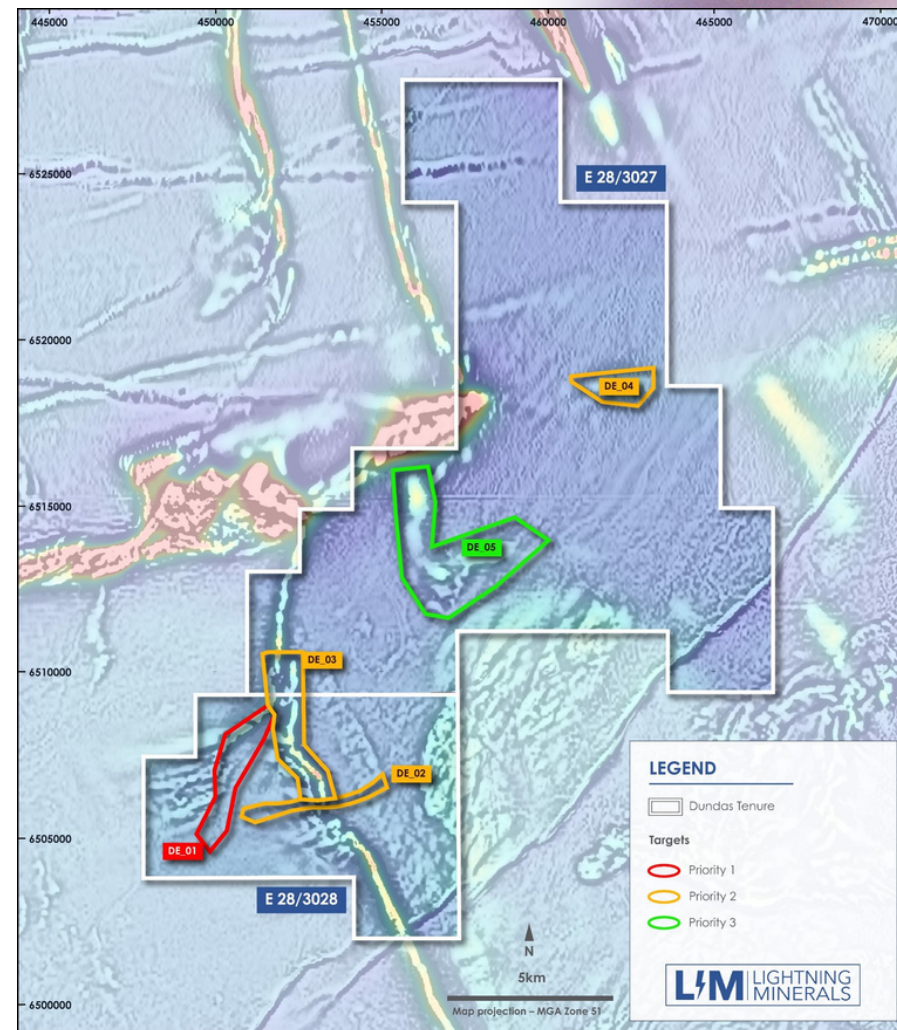 445000 450000 455000 460000 465000 470000
6525000
E 28/3027
6520000
DE_04
6515000
DE_05
DE_03
6510000
DE_02
6505000
DE_01
E 28/3028
6500000
N
5km
Map projection – MGA Zone 51
LEGEND
Dundas Tenure
Targets
Priority 1
Priority 2
Priority 3
LM LIGHTNING
MINERALS